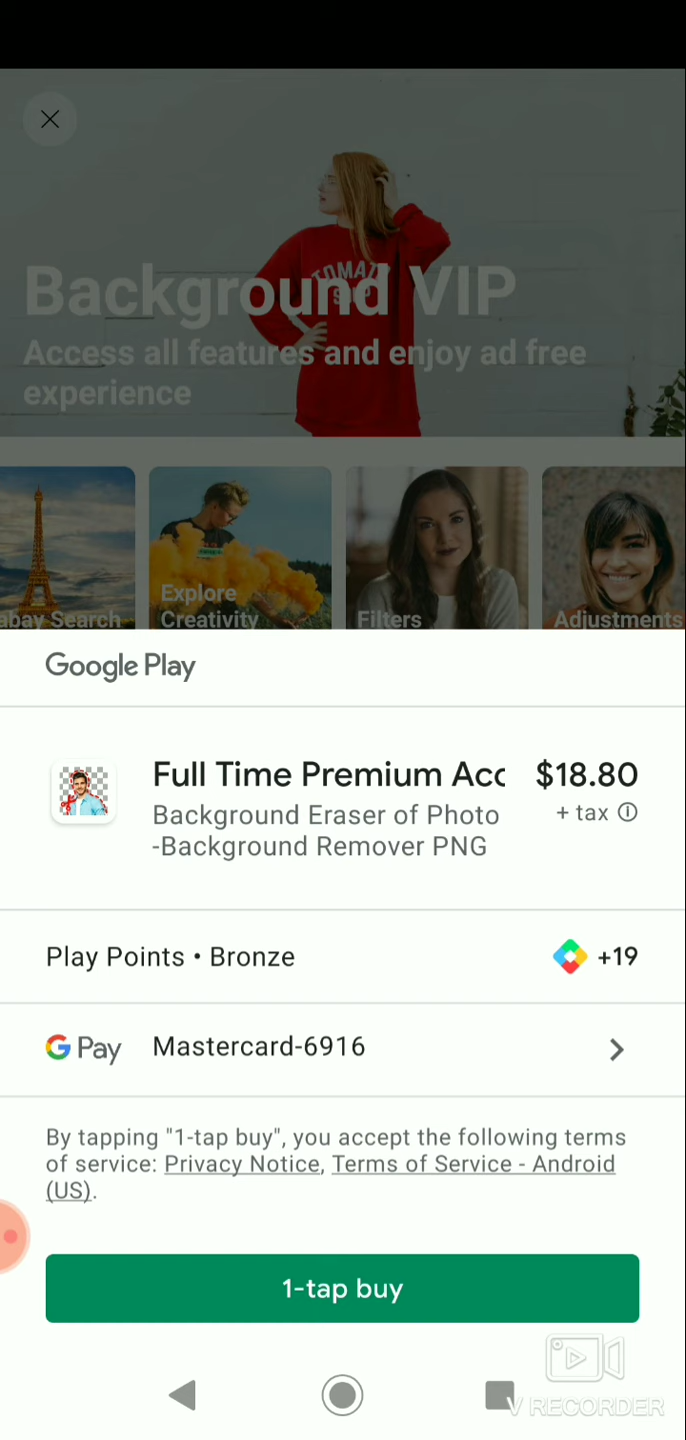 Background VIP
Access all features and enjoy ad free
experience
abay Search
Explore
Creativity
Filters
Adjustments
Google Play
Full Time Premium Acc
$18.80
Background Eraser of Photo
-Background Remover PNG
+ tax
Play Points • Bronze
+19
G Pay
Mastercard-6916
By tapping "1-tap buy", you accept the following terms
of service: Privacy Notice, Terms of Service - Android
(US).
1-tap buy
V RECORDER